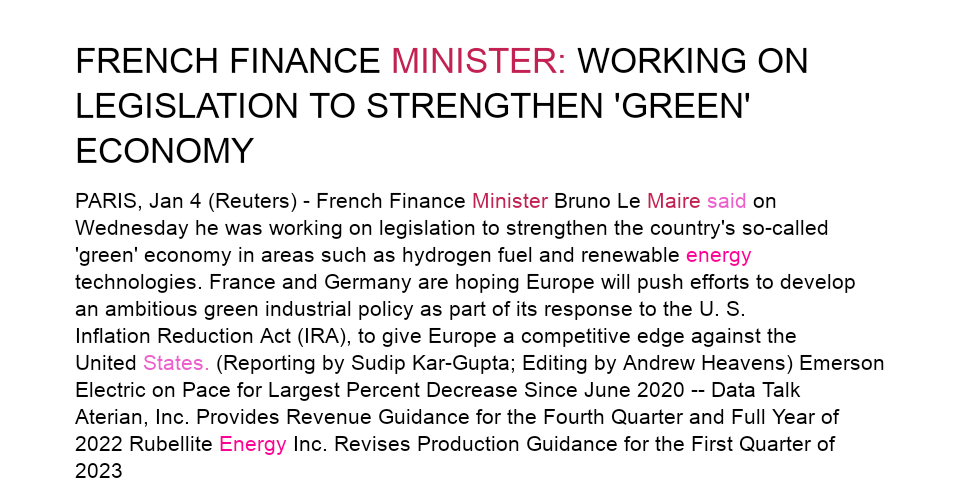 FRENCH FINANCE MINISTER: WORKING ON
LEGISLATION TO STRENGTHEN 'GREEN'
ECONOMY
PARIS, Jan 4 (Reuters) - French Finance Minister Bruno Le Maire said on
Wednesday he was working on legislation to strengthen the country's so-called
'green' economy in areas such as hydrogen fuel and renewable energy
technologies. France and Germany are hoping Europe will push efforts to develop
an ambitious green industrial policy as part of its response to the U. S.
Inflation Reduction Act (IRA), to give Europe a competitive edge against the
United States. (Reporting by Sudip Kar-Gupta; Editing by Andrew Heavens) Emerson
Electric on Pace for Largest Percent Decrease Since June 2020 -- Data Talk
Aterian, Inc. Provides Revenue Guidance for the Fourth Quarter and Full Year of
2022 Rubellite Energy Inc. Revises Production Guidance for the First Quarter of
2023